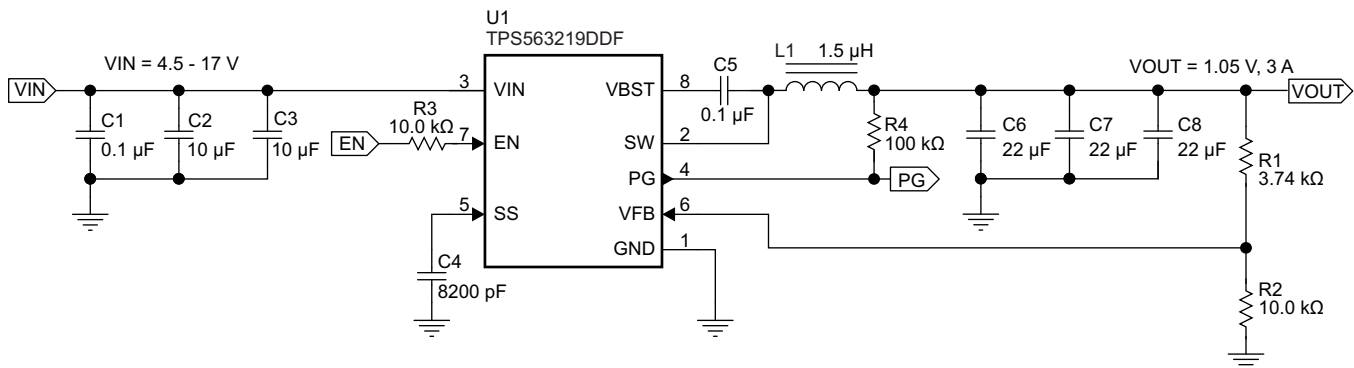 U1
TPS563219DDF
VIN
VIN = 4.5 - 17 V
C1
0.1 µF
C2
10 µF
C3
10 µF
EN
R3
10.0 kΩ
C4
8200 pF
3
7
5
VIN
EN
SS
VBST
SW
PG
VFB
GND
8
2
4
6
1
C5
0.1 µF
L1
1.5 µH
R4
100 kΩ
PG
C6
22 µF
C7
22 µF
C8
22 µF
VOUT = 1.05 V, 3 A
VOUT
R1
3.74 kΩ
R2
10.0 kΩ